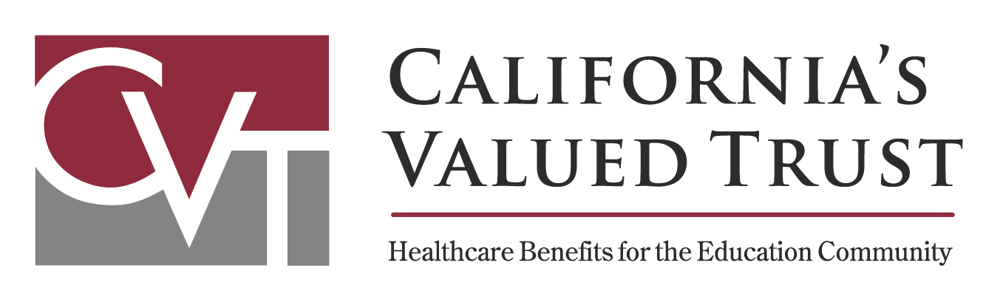 CVT
CALIFORNIA’S
VALUED TRUST
Healthcare Benefits for the Education Community